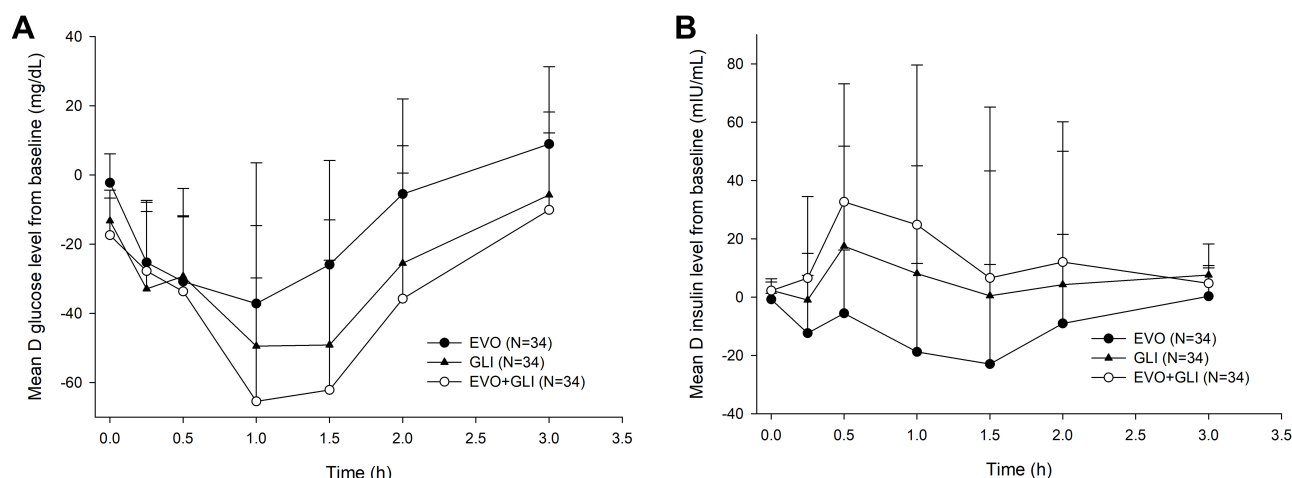 A
Mean D glucose level from baseline (mg/dL)
40
20
0
-20
-40
-60
0.0 0.5 1.0 1.5 2.0 2.5 3.0 3.5
Time (h)
EVO (N=34)
GLI (N=34)
EVO+GLI (N=34)
B
Mean D insulin level from baseline (mIU/mL)
80
60
40
20
0
-20
-40
0.0 0.5 1.0 1.5 2.0 2.5 3.0 3.5
Time (h)
EVO (N=34)
GLI (N=34)
EVO+GLI (N=34)